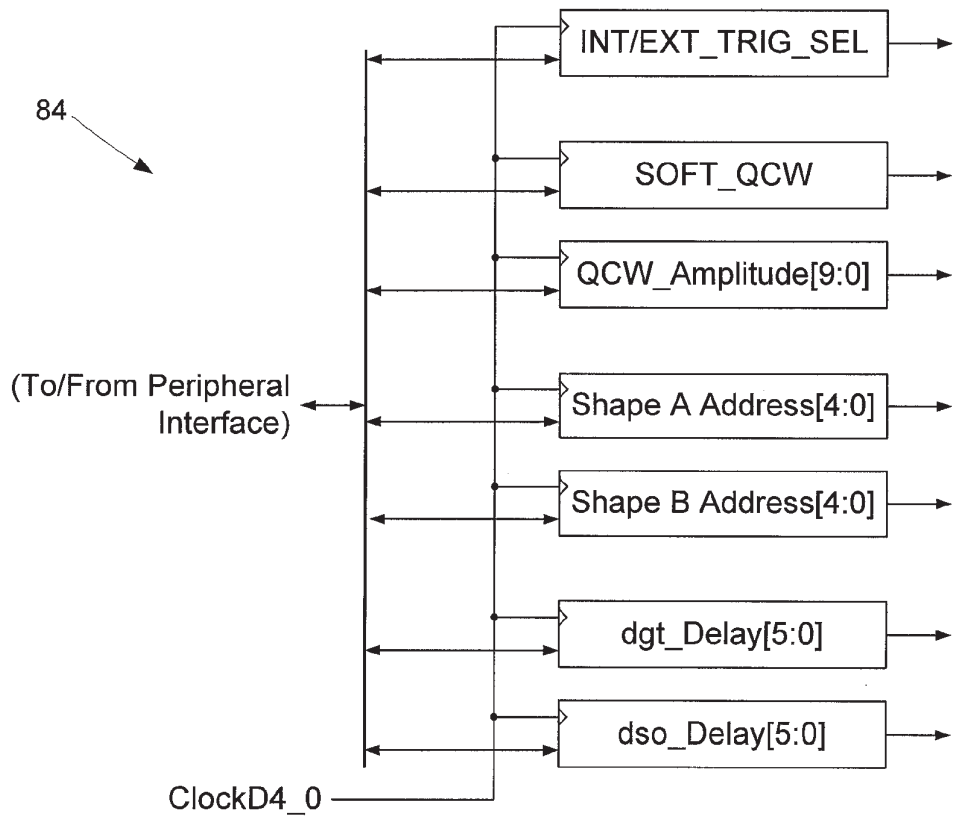 INT/EXT_TRIG_SEL
84
SOFT_QCW
QCW_Amplitude[9:0]
(To/From Peripheral
Interface)
Shape A Address[4:0]
Shape B Address[4:0]
dgt_Delay[5:0]
dso_Delay[5:0]
ClockD4_0